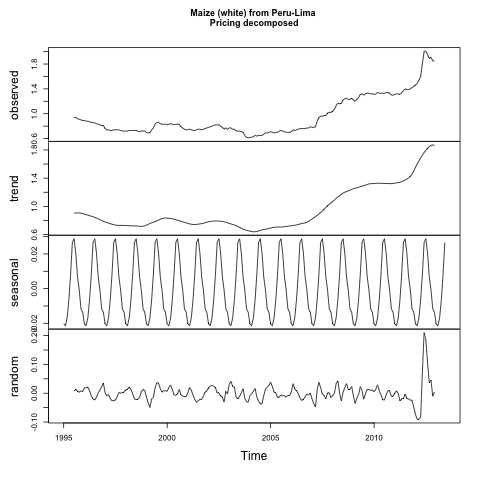 Maize (white) from Peru-Lima
Pricing decomposed
observed
0.6 1.0 1.4 1.8
trend
0.6 1.0 1.4 1.8
seasonal
-0.02 0.00 0.02
random
-0.10 0.00 0.10 0.20
1995 2000 2005 2010
Time